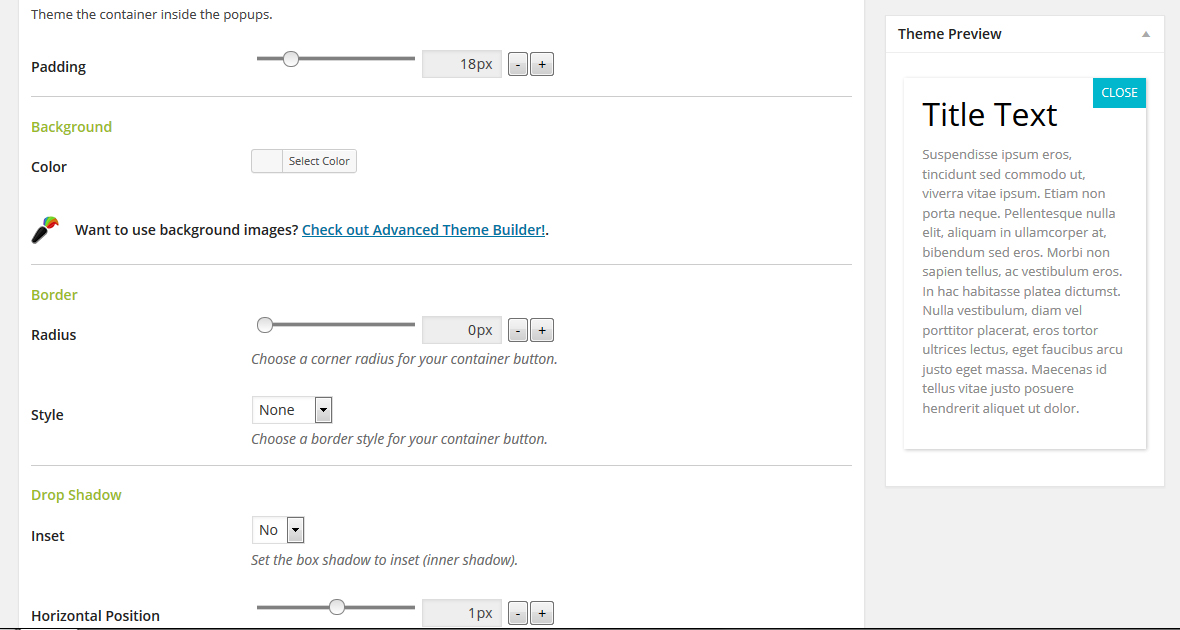 Theme the container inside the popups.
Padding
18px
-
+
Background
Color
Select Color
Want to use background images? Check out Advanced Theme Builder!.
Border
Radius
0px
-
+
Choose a corner radius for your container button.
Style
None
Choose a border style for your container button.
Drop Shadow
Inset
No
Set the box shadow to inset (inner shadow).
Horizontal Position
1px
-
+
Theme Preview
CLOSE
Title Text
Suspendisse ipsum eros,
tincidunt sed commodo ut,
viverra vitae ipsum. Etiam non
porta neque. Pellentesque nulla
elit, aliquam in ullamcorper at,
bibendum sed eros. Morbi non
sapien tellus, ac vestibulum eros.
In hac habitasse platea dictumst.
Nulla vestibulum, diam vel
porttitor placerat, eros tortor
ultrices lectus, eget faucibus arcu
justo eget massa. Maecenas id
tellus vitae justo posuere
hendrerit aliquet ut dolor.